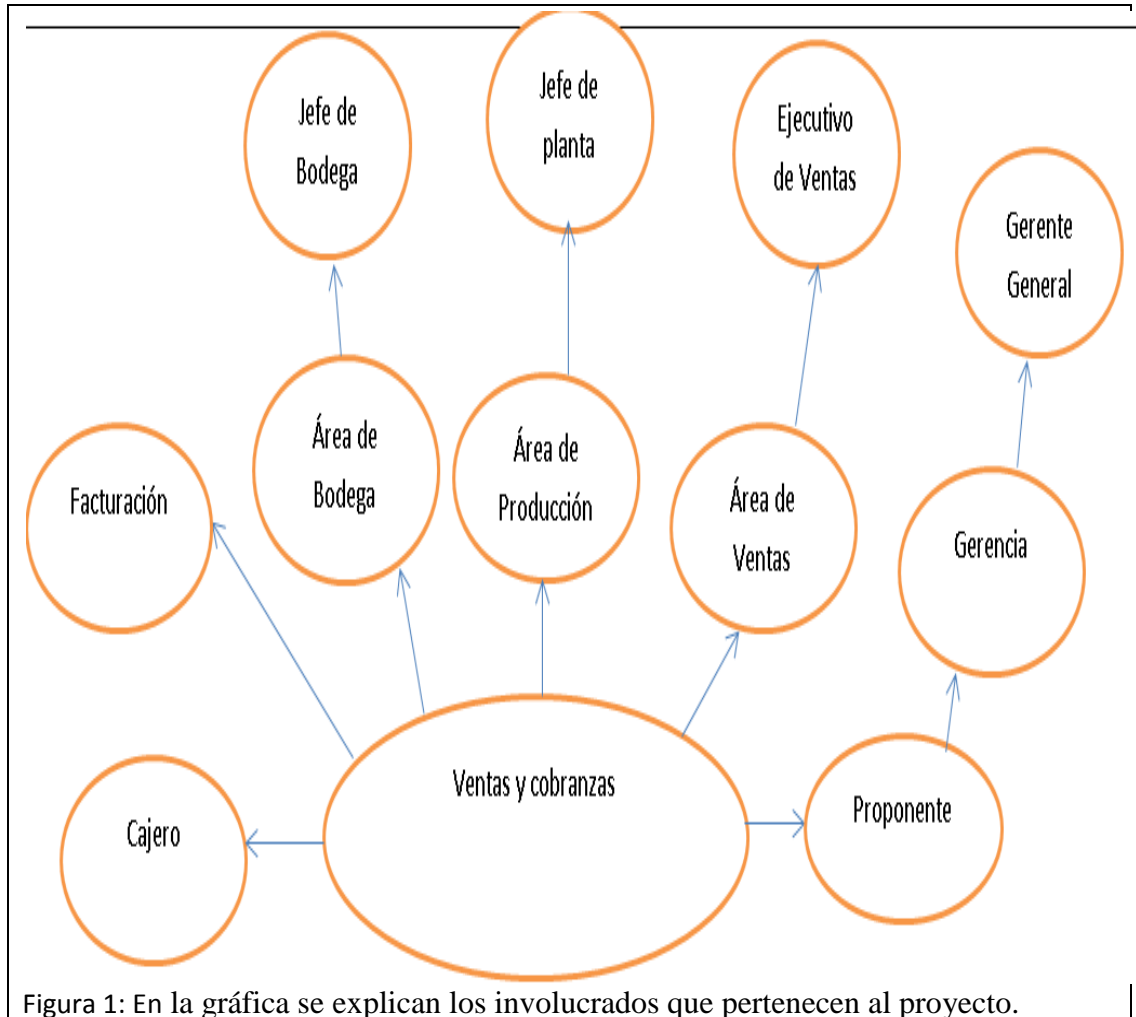 Jefe de
Bodega
Jefe de
planta
Ejecutivo
de Ventas
Gerente
General
Facturación
Área de
Bodega
Área de
Producción
Área de
Ventas
Gerencia
Cajero
Ventas y cobranzas
Proponente
Figura 1: En la gráfica se explican los involucrados que pertenecen al proyecto.